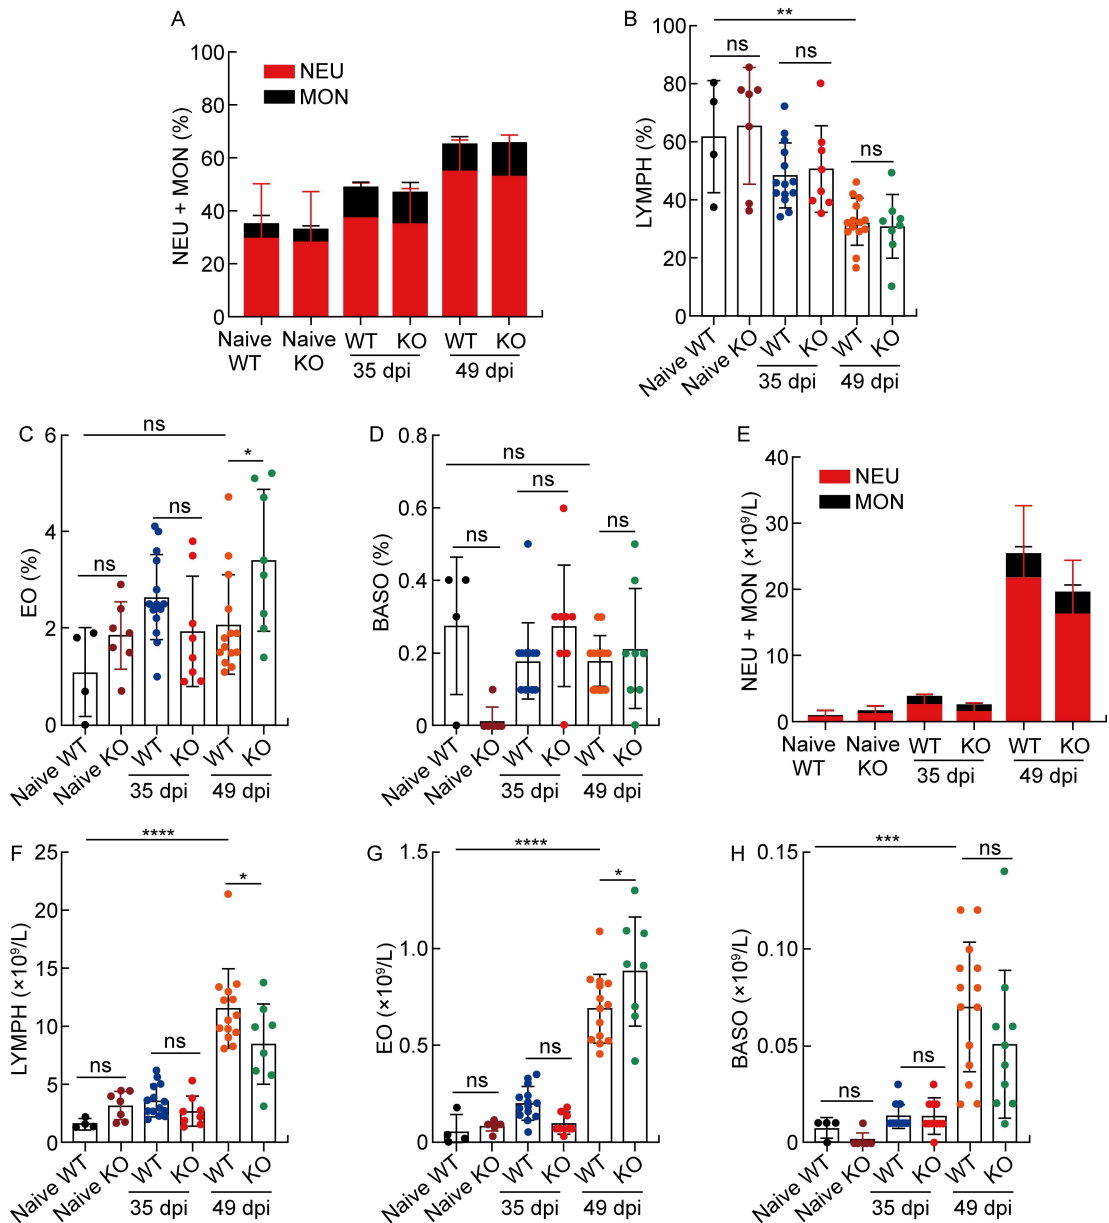 A
NEU + MON (%)
100
80
60
40
20
0
NEU
MON
Naive WT
Naive KO
WT
KO
WT
KO
35 dpi
49 dpi
B
LYMPH (%)
100
80
60
40
20
0
**
ns
ns
ns
Naive WT
Naive KO
WT
KO
WT
KO
35 dpi
49 dpi
C
EO (%)
6
4
2
0
ns
*
ns
ns
Naive WT
Naive KO
WT
KO
WT
KO
35 dpi
49 dpi
D
BASO (%)
0.8
0.6
0.4
0.2
0
ns
ns
ns
ns
Naive WT
Naive KO
WT
KO
WT
KO
35 dpi
49 dpi
E
NEU + MON (×10⁹/L)
40
30
20
10
0
NEU
MON
Naive WT
Naive KO
WT
KO
WT
KO
35 dpi
49 dpi
F
LYMPH (×10⁹/L)
25
20
15
10
5
0
****
*
ns
ns
Naive WT
Naive KO
WT
KO
WT
KO
35 dpi
49 dpi
G
EO (×10⁹/L)
1.5
1.0
0.5
0
****
*
ns
ns
Naive WT
Naive KO
WT
KO
WT
KO
35 dpi
49 dpi
H
BASO (×10⁹/L)
0.15
0.10
0.05
0
***
ns
ns
ns
Naive WT
Naive KO
WT
KO
WT
KO
35 dpi
49 dpi